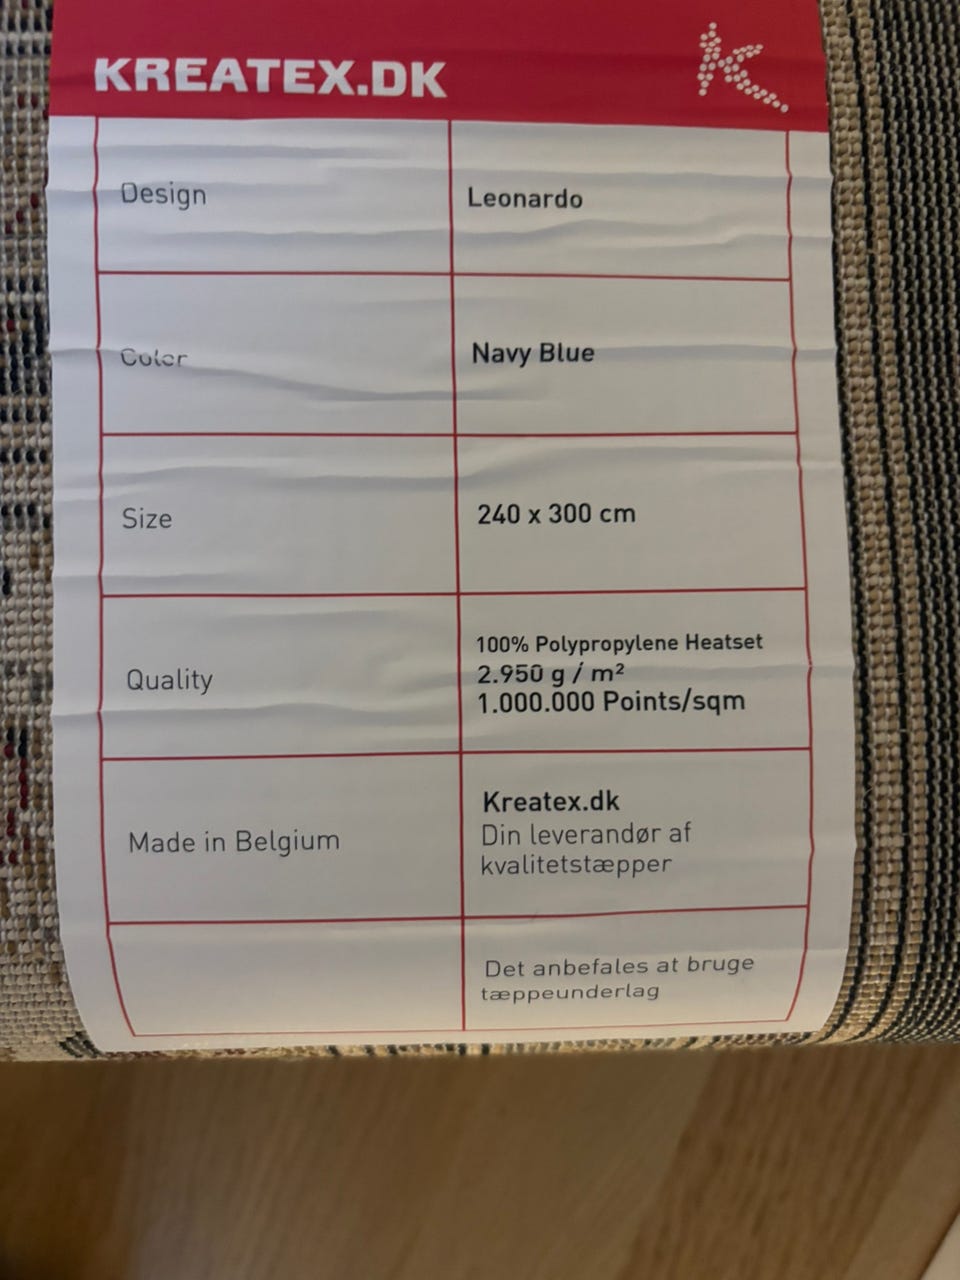 KREATEX.DK
Design
Leonardo
Color
Navy Blue
Size
240 x 300 cm
Quality
100% Polypropylene Heatset
2.950 g / m²
1.000.000 Points/sqm
Made in Belgium
Kreatex.dk
Din leverandør af
kvalitetstæpper
Det anbefales at bruge
tæppeunderlag